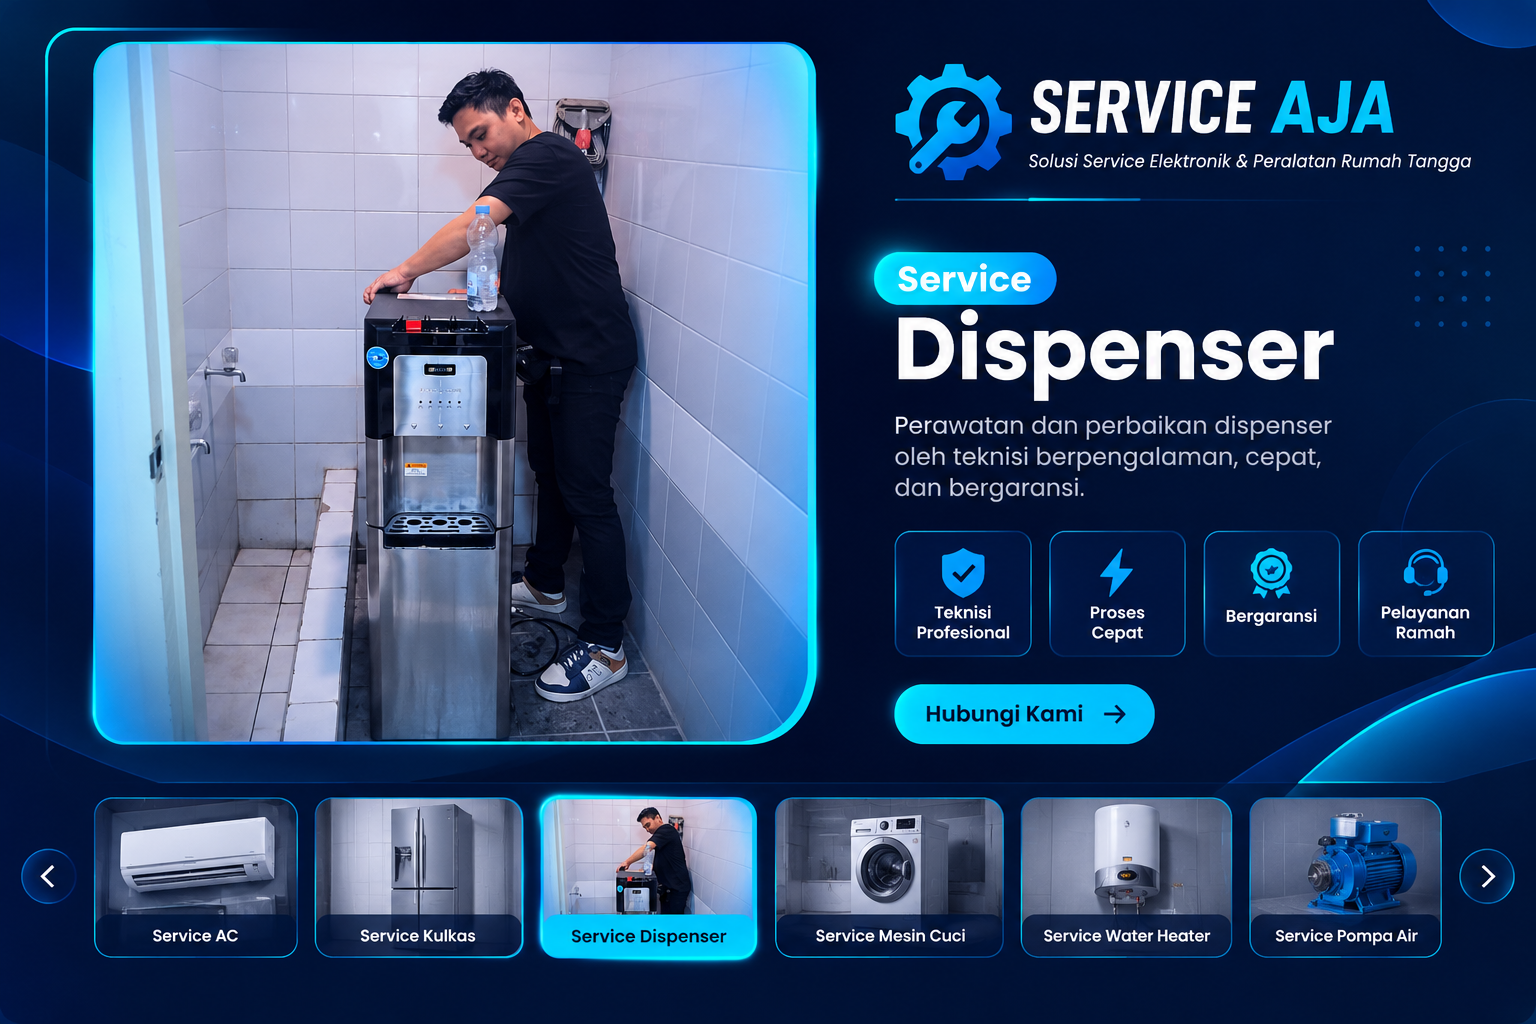 SERVICE AJA
Solusi Service Elektronik & Peralatan Rumah Tangga
Service
Dispenser
Perawatan dan perbaikan dispenser
oleh teknisi berpengalaman, cepat,
dan bergaransi.
Teknisi
Profesional
Proses
Cepat
Bergaransi
Pelayanan
Ramah
Hubungi Kami
Service AC
Service Kulkas
Service Dispenser
Service Mesin Cuci
Service Water Heater
Service Pompa Air